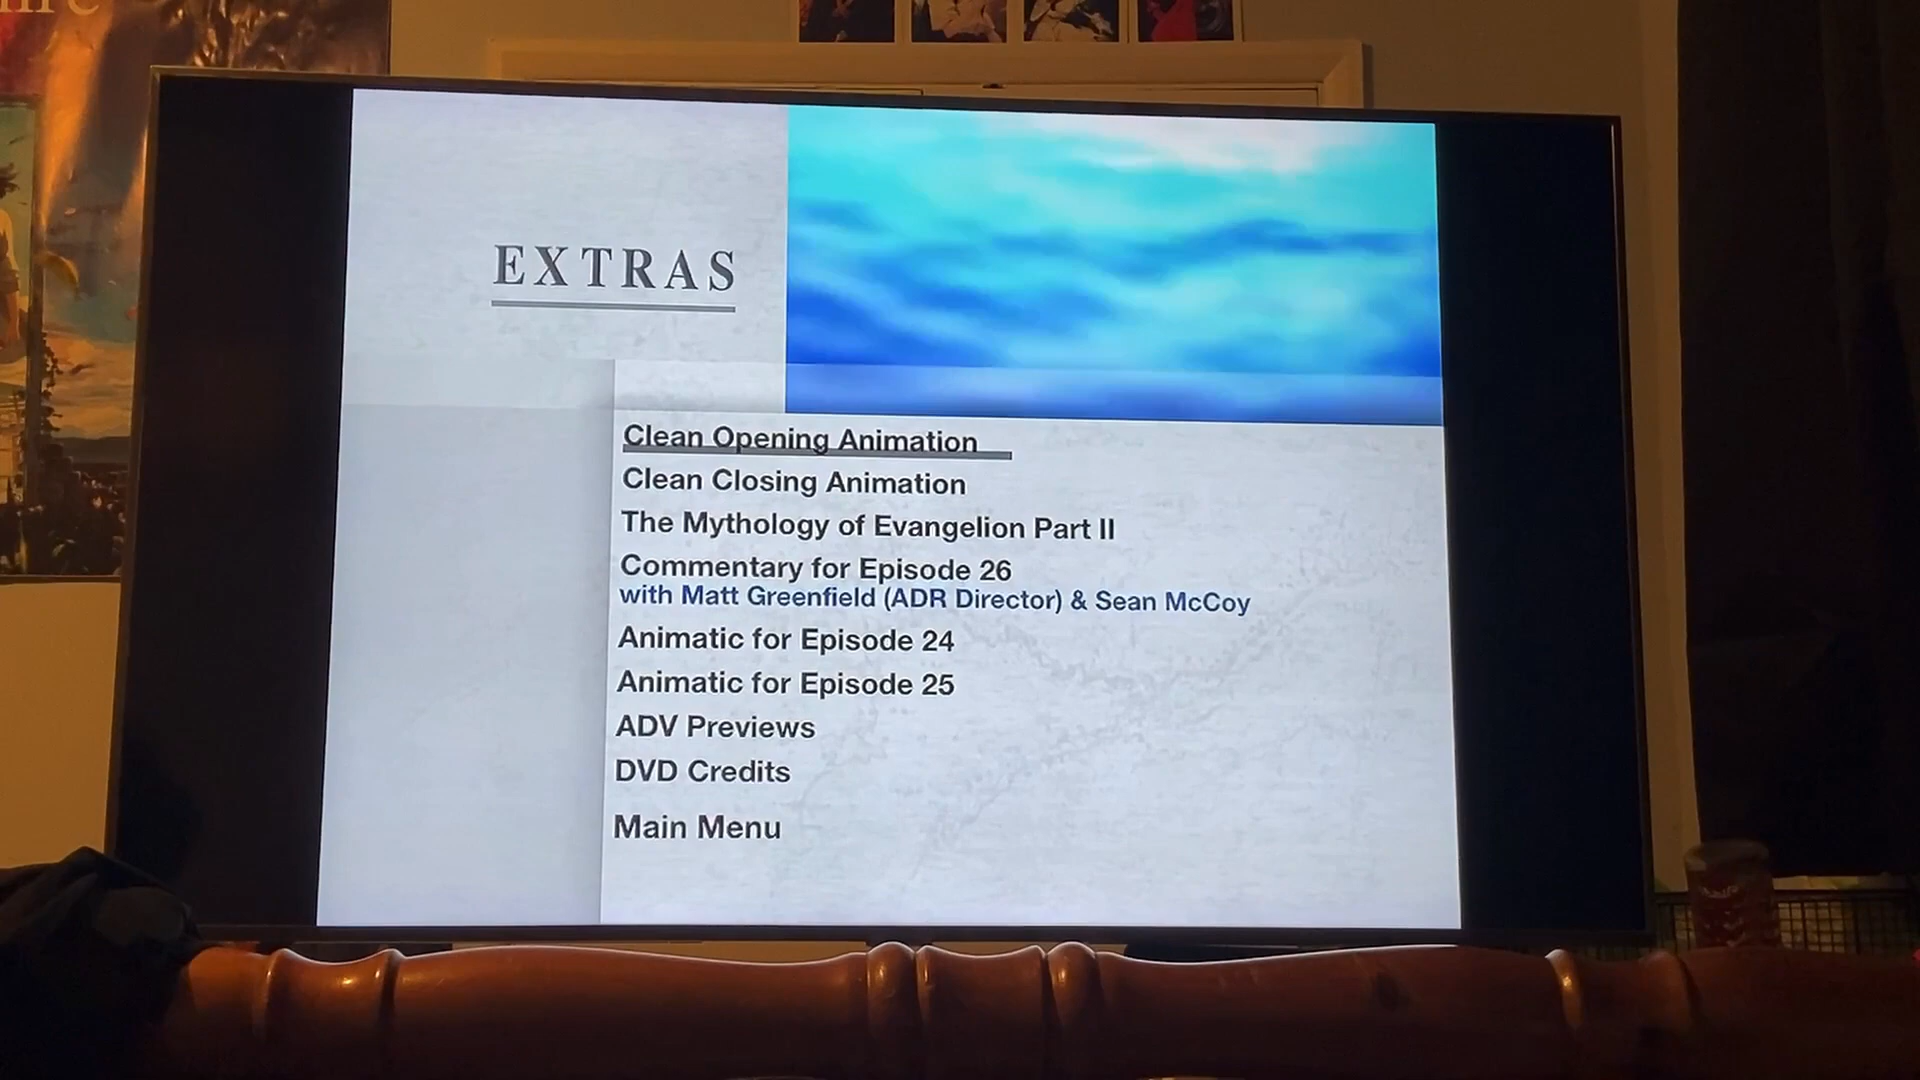 EXTRAS
Clean Opening Animation
Clean Closing Animation
The Mythology of Evangelion Part II
Commentary for Episode 26
with Matt Greenfield (ADR Director) & Sean McCoy
Animatic for Episode 24
Animatic for Episode 25
ADV Previews
DVD Credits
Main Menu